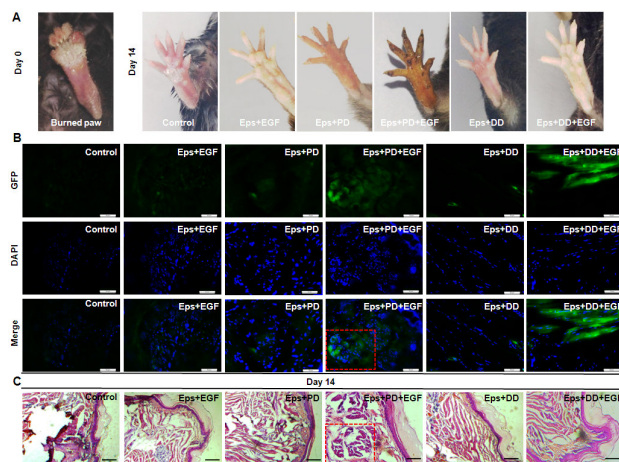 A
Day 0
Burned paw
Day 14
Control
Eps+EGF
Eps+PD
Eps+PD+EGF
Eps+DD
Eps+DD+EGF
B
GFP
Control
Eps+EGF
Eps+PD
Eps+PD+EGF
Eps+DD
Eps+DD+EGF
DAPI
Control
Eps+EGF
Eps+PD
Eps+PD+EGF
Eps+DD
Eps+DD+EGF
Merge
Control
Eps+EGF
Eps+PD
Eps+PD+EGF
Eps+DD
Eps+DD+EGF
Day 14
C
Control
Eps+EGF
Eps+PD
Eps+PD+EGF
Eps+DD
Eps+DD+EGF